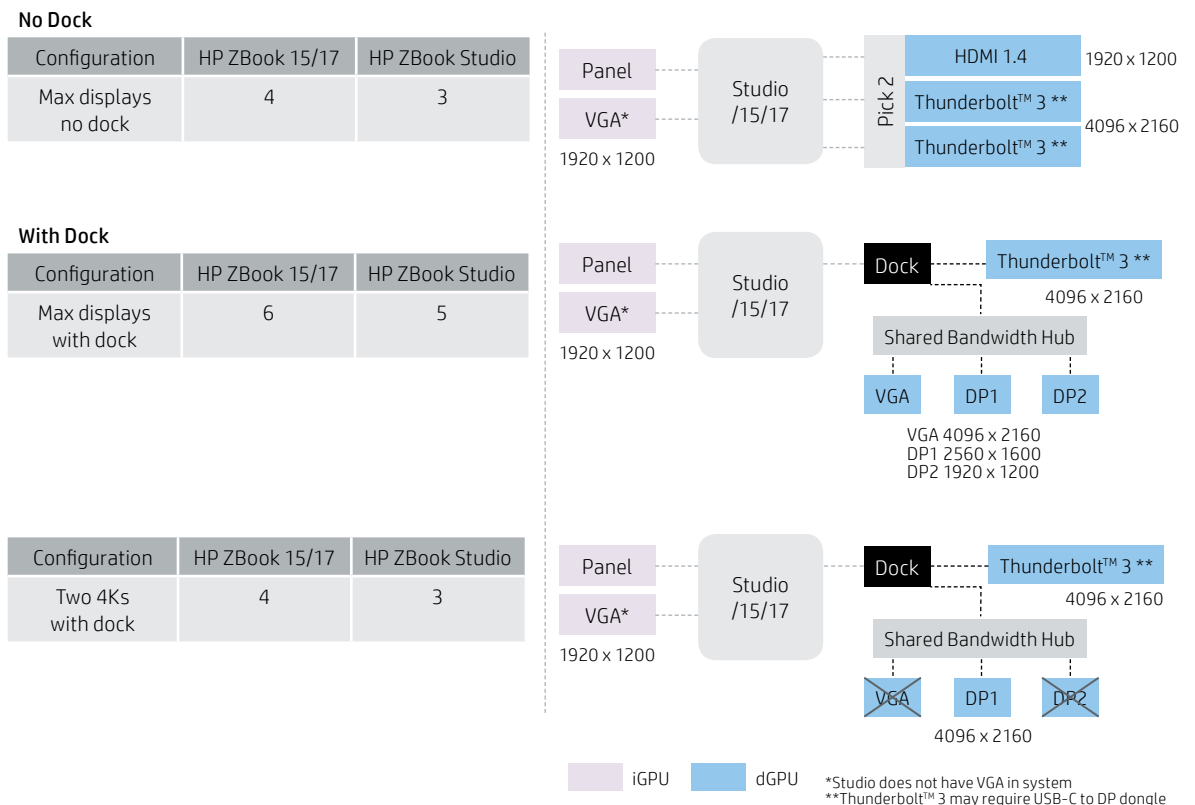 No Dock
Configuration HP ZBook 15/17 HP ZBook Studio
Max displays 4 3
no dock
Panel
VGA*
1920 x 1200
Studio
/15/17
Pick 2
HDMI 1.4 1920 x 1200
Thunderbolt™ 3 **
4096 x 2160
Thunderbolt™ 3 **
With Dock
Configuration HP ZBook 15/17 HP ZBook Studio
Max displays 6 5
with dock
Panel
VGA*
1920 x 1200
Studio
/15/17
Dock Thunderbolt™ 3 **
4096 x 2160
Shared Bandwidth Hub
VGA DP1 DP2
VGA 4096 x 2160
DP1 2560 x 1600
DP2 1920 x 1200
Configuration HP ZBook 15/17 HP ZBook Studio
Two 4Ks 4 3
with dock
Panel
VGA*
1920 x 1200
Studio
/15/17
Dock Thunderbolt™ 3 **
4096 x 2160
Shared Bandwidth Hub
VGA DP1 DP2
4096 x 2160
iGPU dGPU
*Studio does not have VGA in system
**Thunderbolt™ 3 may require USB-C to DP dongle